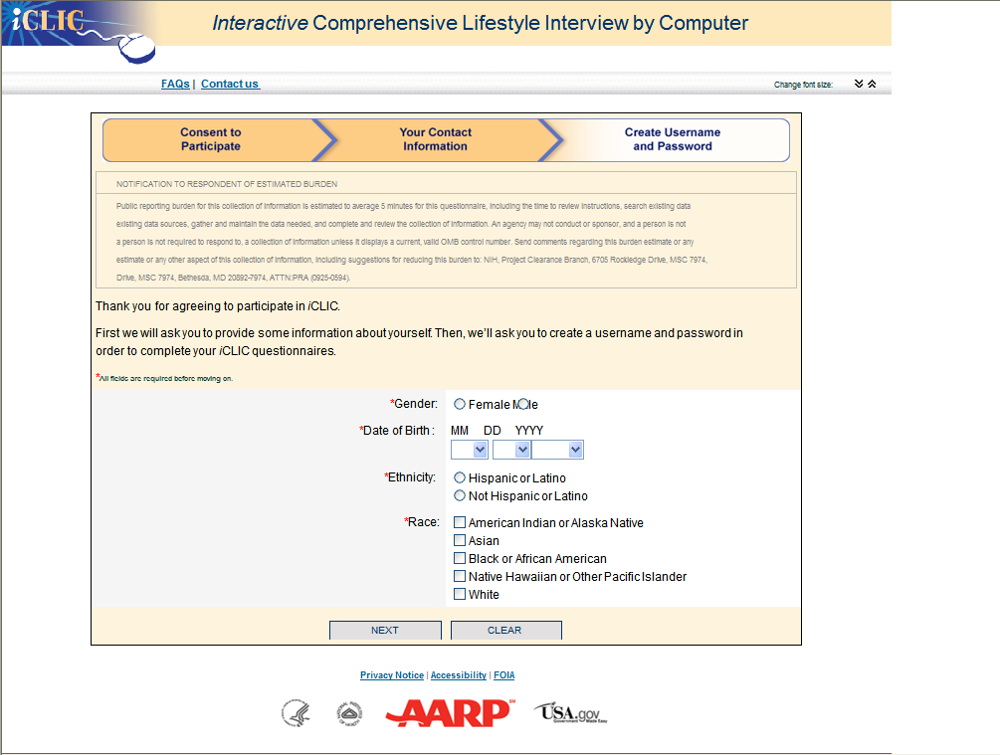 iCLIC
Interactive Comprehensive Lifestyle Interview by Computer
FAQs | Contact us
Change font size:
Consent to
Participate
Your Contact
Information
Create Username
and Password
NOTIFICATION TO RESPONDENT OF ESTIMATED BURDEN
Public reporting burden for this collection of information is estimated to average 5 minutes for this questionnaire, including the time to review instructions, search existing data
existing data sources, gather and maintain the data needed, and complete and review the collection of information. An agency may not conduct or sponsor, and a person is not
a person is not required to respond to, a collection of information unless it displays a current, valid OMB control number. Send comments regarding this burden estimate or any
estimate or any other aspect of this collection of information, including suggestions for reducing this burden to: NIH, Project Clearance Branch, 6705 Rockledge Drive, MSC 7974,
Drive, MSC 7974, Bethesda, MD 20892-7974, ATTN:PRA (0925-0594).
Thank you for agreeing to participate in iCLIC.
First we will ask you to provide some information about yourself. Then, we'll ask you to create a username and password in
order to complete your iCLIC questionnaires.
*All fields are required before moving on.
*Gender: Female Male
*Date of Birth: MM DD YYYY
*Ethnicity: Hispanic or Latino
Not Hispanic or Latino
*Race: American Indian or Alaska Native
Asian
Black or African American
Native Hawaiian or Other Pacific Islander
White
NEXT CLEAR
Privacy Notice | Accessibility | FOIA
AARP
USA.gov
Government Made Easy